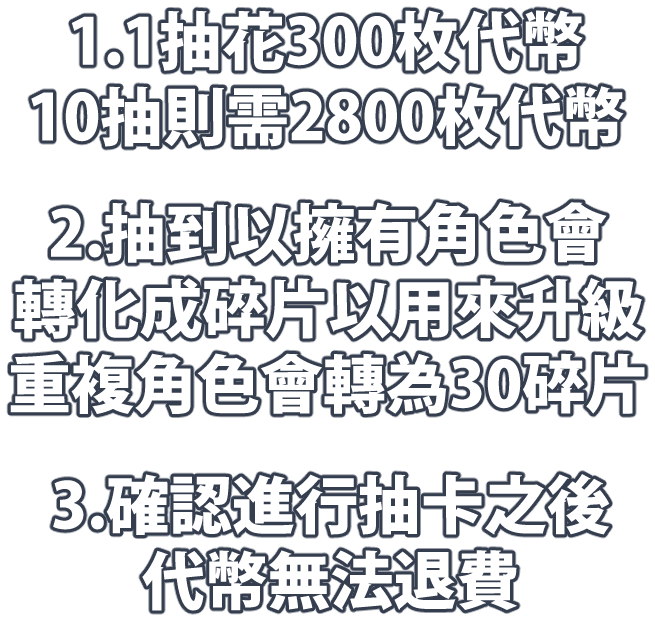 1.1抽花300枚代幣
10抽則需2800枚代幣
2.抽到以擁有角色會
轉化成碎片以用來升級
重複角色會轉為30碎片
3.確認進行抽卡之後
代幣無法退費